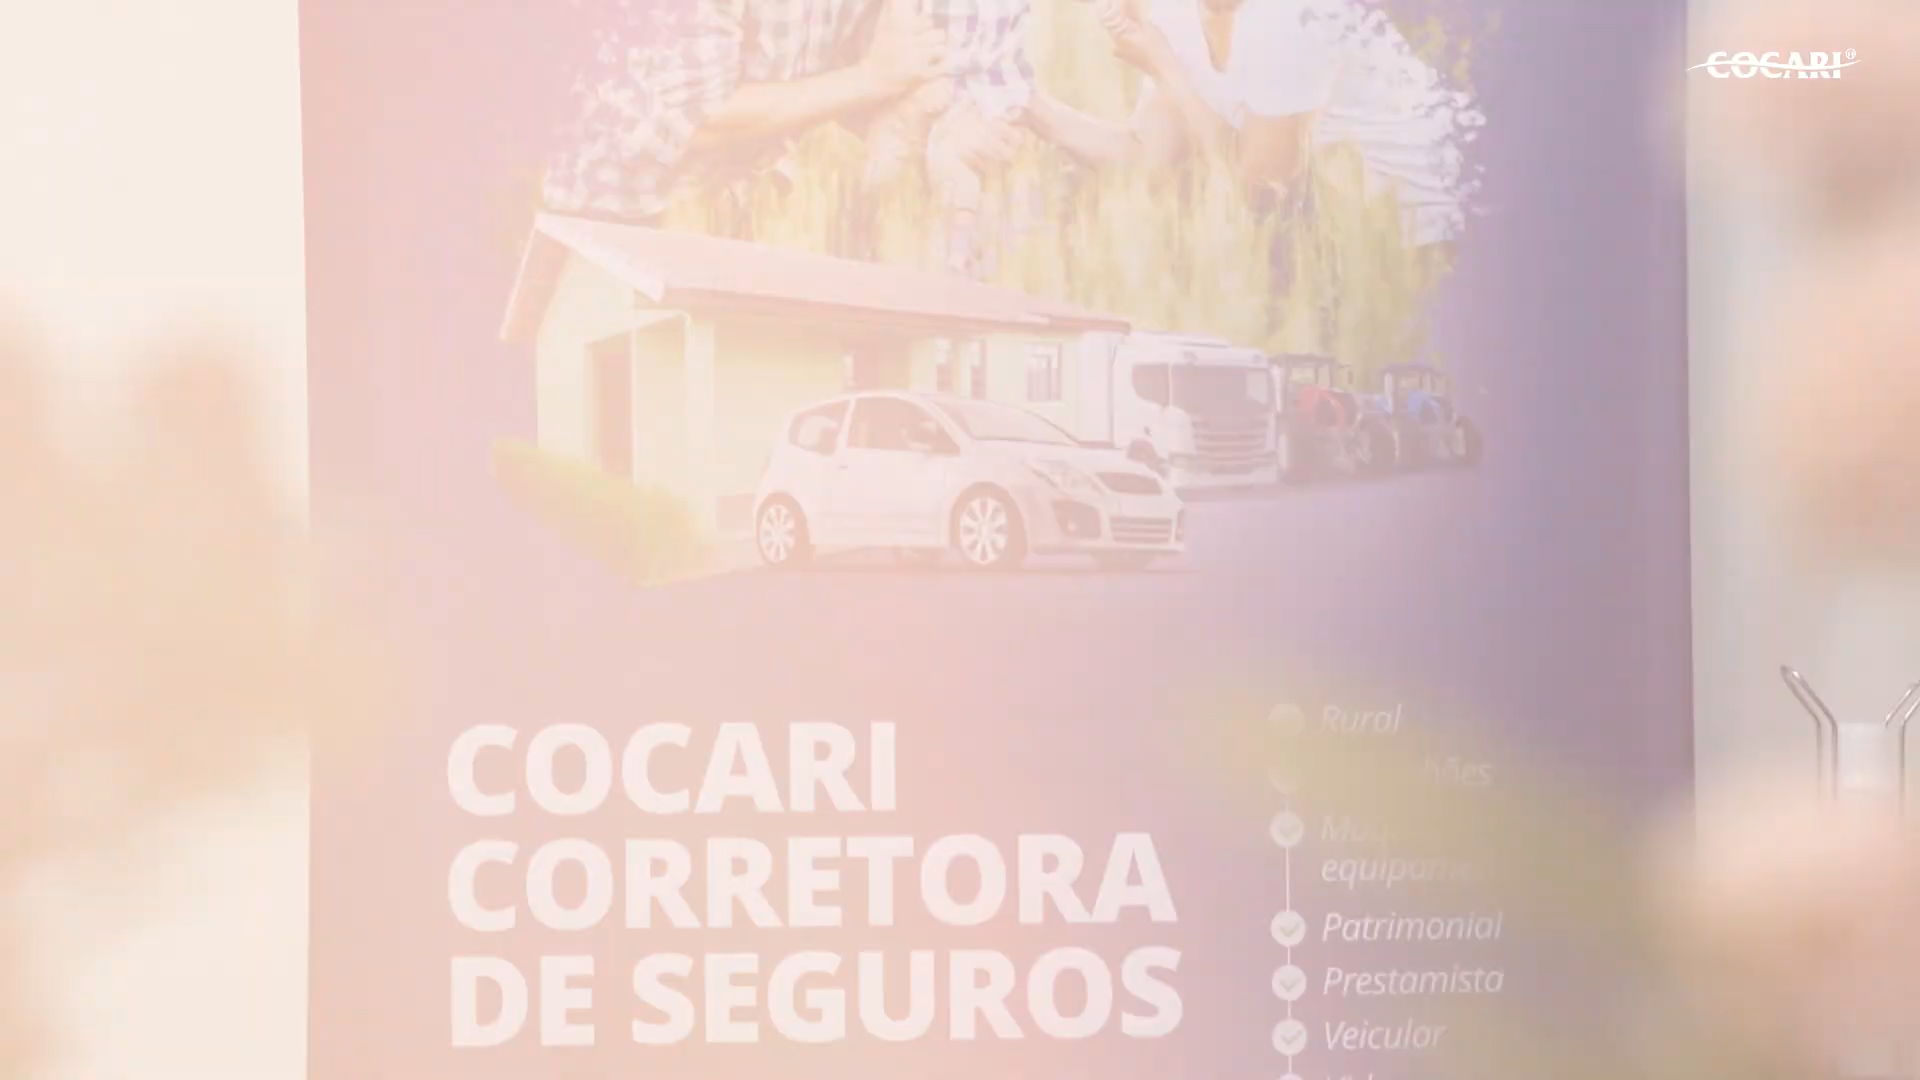 COCARI
COCARI
CORRETORA
DE SEGUROS
Rural
Patrimonial
Prestamista
Veicular